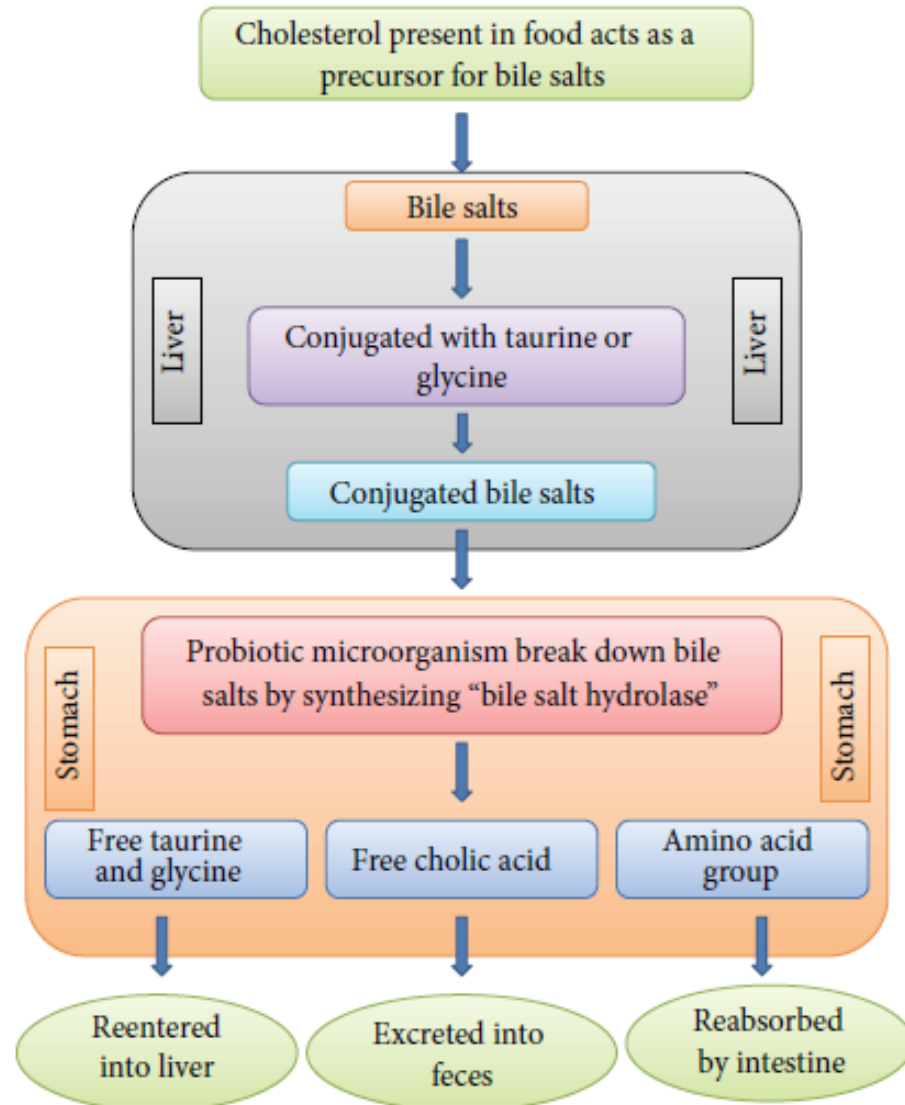 Cholesterol present in food acts as a
precursor for bile salts
Bile salts
Liver
Liver
Conjugated with taurine or
glycine
Conjugated bile salts
Probiotic microorganism break down bile
salts by synthesizing “bile salt hydrolase”
Stomach
Stomach
Free taurine
and glycine
Free cholic acid
Amino acid
group
Reentered
into liver
Excreted into
feces
Reabsorbed
by intestine